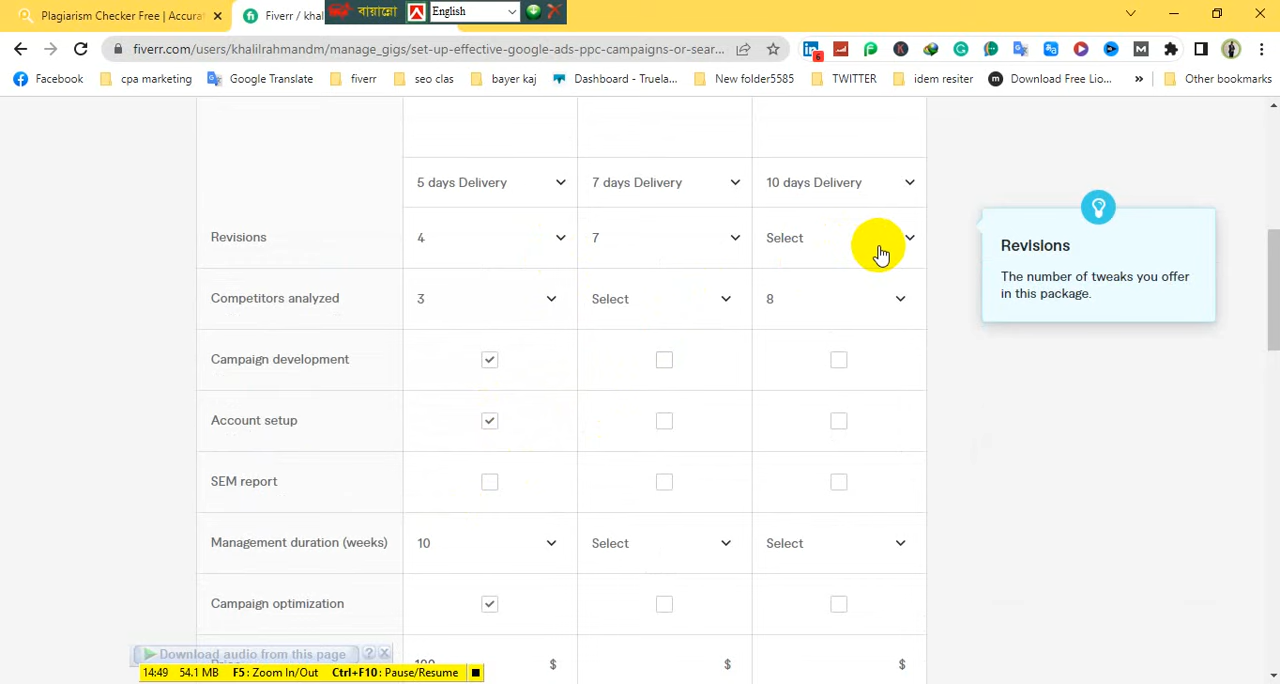 Plagiarism Checker Free | Accurat
Fiverr / khal
বায়ান্নো
English
fiverr.com/users/khalilrahmandm/manage_gigs/set-up-effective-google-ads-ppc-campaigns-or-sear...
6
Facebook
cpa marketing
Google Translate
fiverr
seo clas
bayer kaj
Dashboard - Truela...
New folder5585
TWITTER
idem resiter
Download Free Lio...
»
Other bookmarks
5 days Delivery
7 days Delivery
10 days Delivery
Revisions
4
7
Select
Revisions
The number of tweaks you offer
in this package.
Competitors analyzed
3
Select
8
Campaign development
Account setup
SEM report
Management duration (weeks)
10
Select
Select
Campaign optimization
$
$
$
Download audio from this page
?
14:49 54.1 MB F5: Zoom In/Out Ctrl+F10: Pause/Resume